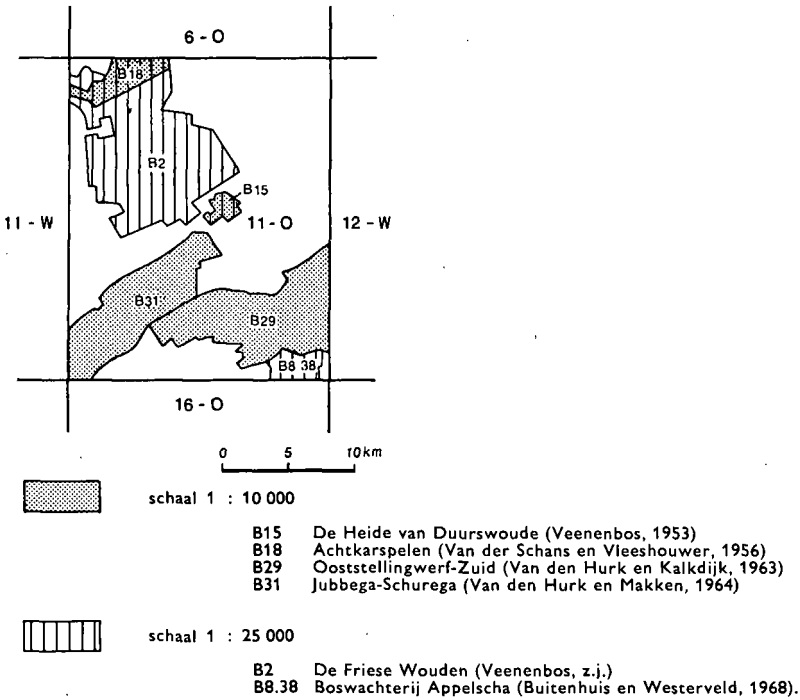 6 - O
B18
B2
B15
11 - W
11 - O
12 - W
B31
B29
B8 38
16 - O
0 5 10 km
schaal 1 : 10 000
B15 De Heide van Duurswoude (Veenenbos, 1953)
B18 Achtkarspelen (Van der Schans en Vleeshouwer, 1956)
B29 Ooststellingwerf-Zuid (Van den Hurk en Kalkdijk, 1963)
B31 Jubbega-Schurega (Van den Hurk en Makken, 1964)
schaal 1 : 25 000
B2 De Friese Wouden (Veenenbos, z.j.)
B8.38 Boswachterij Appelscha (Buitenhuis en Westerveld, 1968).